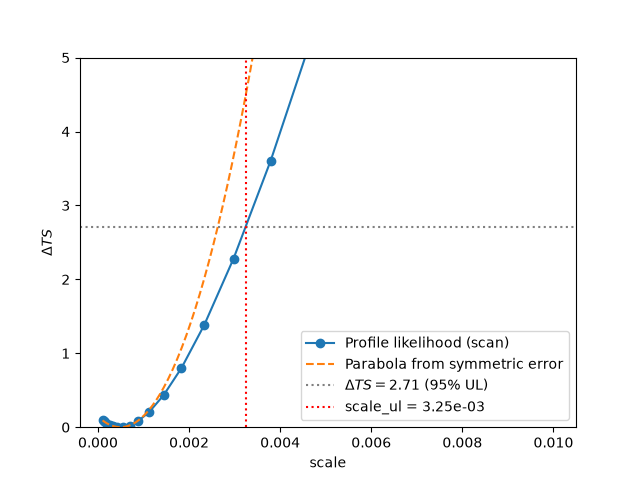 5
4
3
2
1
0
ΔTS
0.000
0.002
0.004
0.006
0.008
0.010
scale
Profile likelihood (scan)
Parabola from symmetric error
ΔTS = 2.71 (95% UL)
scale_ul = 3.25e-03